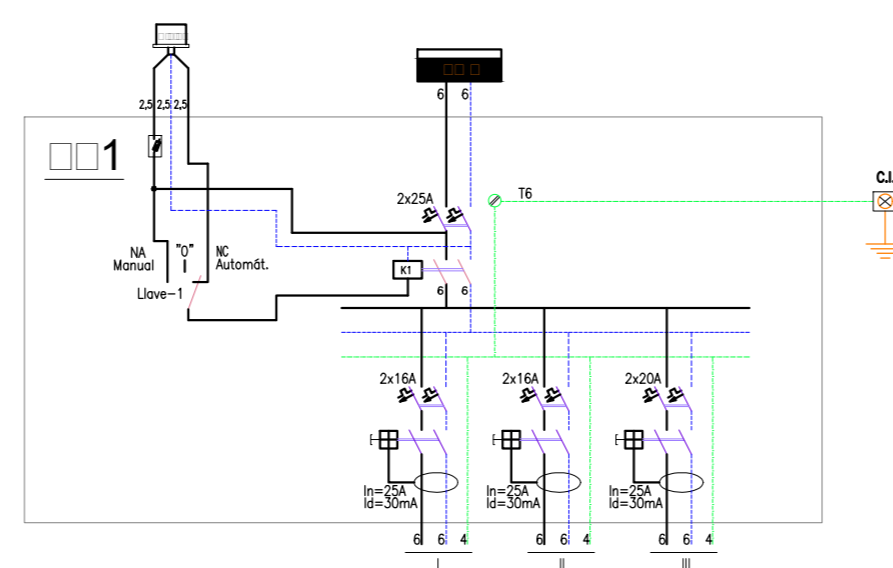 6 6
2,5 2,5 2,5
1
C.I.
2x25A
T6
NA
Manual
"0"
NC
Automát.
K1
Llave-1
6 6
2x16A
2x16A
2x20A
In=25A
Id=30mA
In=25A
Id=30mA
In=25A
Id=30mA
6 6 4
6 6 4
6 6 4
I
II
III